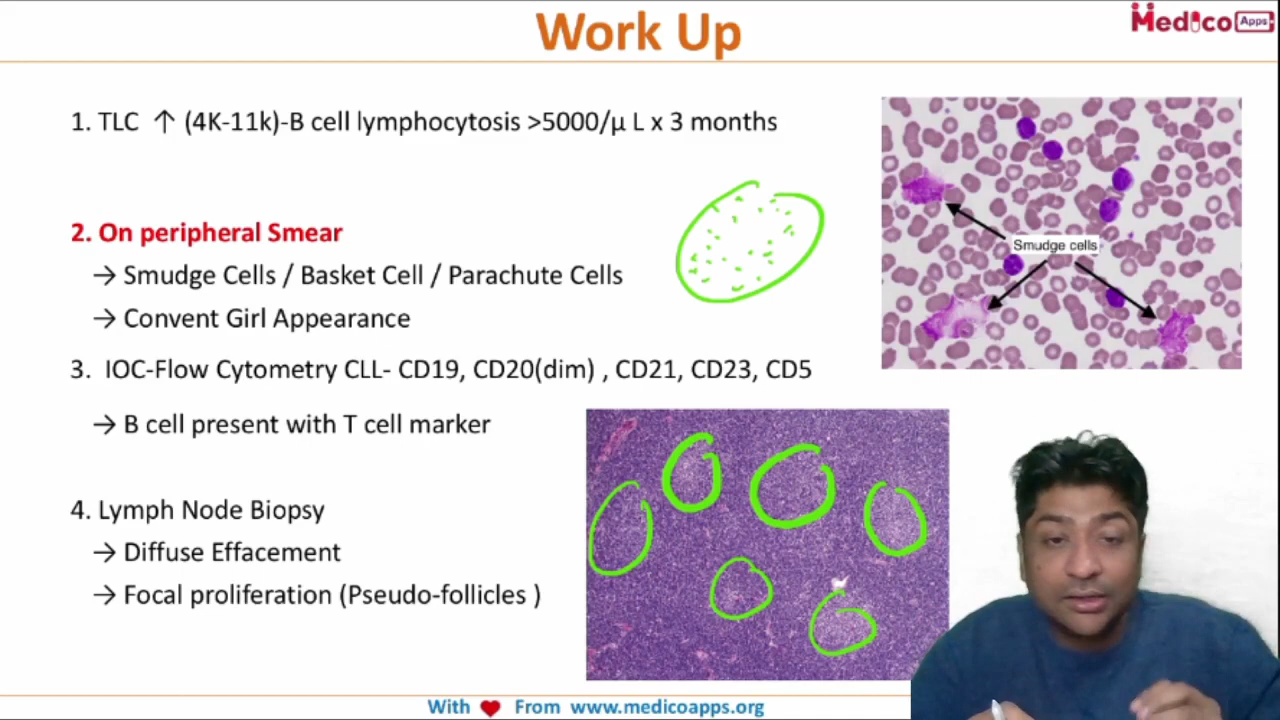 Work Up
Medico Apps
1. TLC ↑ (4K-11k)-B cell lymphocytosis >5000/μ L x 3 months
2. On peripheral Smear
→ Smudge Cells / Basket Cell / Parachute Cells
→ Convent Girl Appearance
Smudge cells
3. IOC-Flow Cytometry CLL- CD19, CD20(dim) , CD21, CD23, CD5
→ B cell present with T cell marker
4. Lymph Node Biopsy
→ Diffuse Effacement
→ Focal proliferation (Pseudo-follicles )
With ❤ From www.medicoapps.org